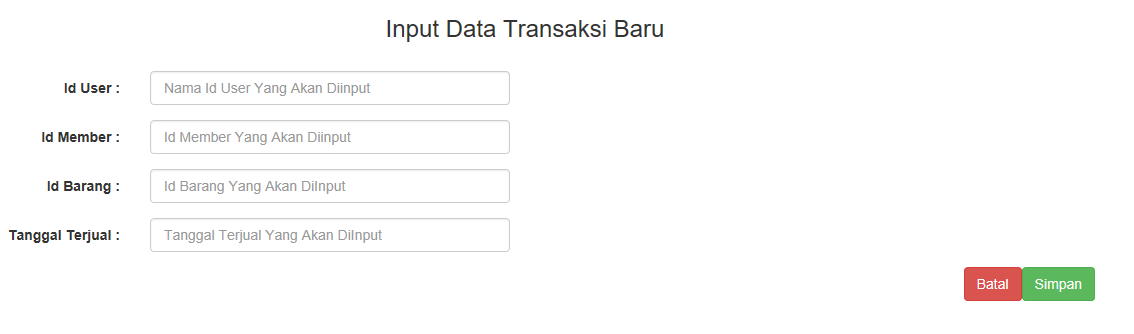 Input Data Transaksi Baru
Id User : Nama Id User Yang Akan Diinput
Id Member : Id Member Yang Akan Diinput
Id Barang : Id Barang Yang Akan DiInput
Tanggal Terjual : Tanggal Terjual Yang Akan DiInput
Batal Simpan